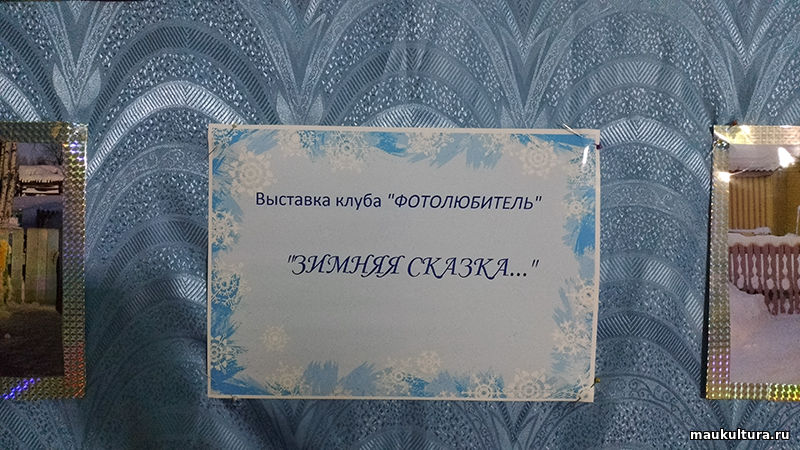 Выставка клуба "ФОТОЛЮБИТЕЛЬ"
"ЗИМНЯЯ СКАЗКА..."
maukultura.ru